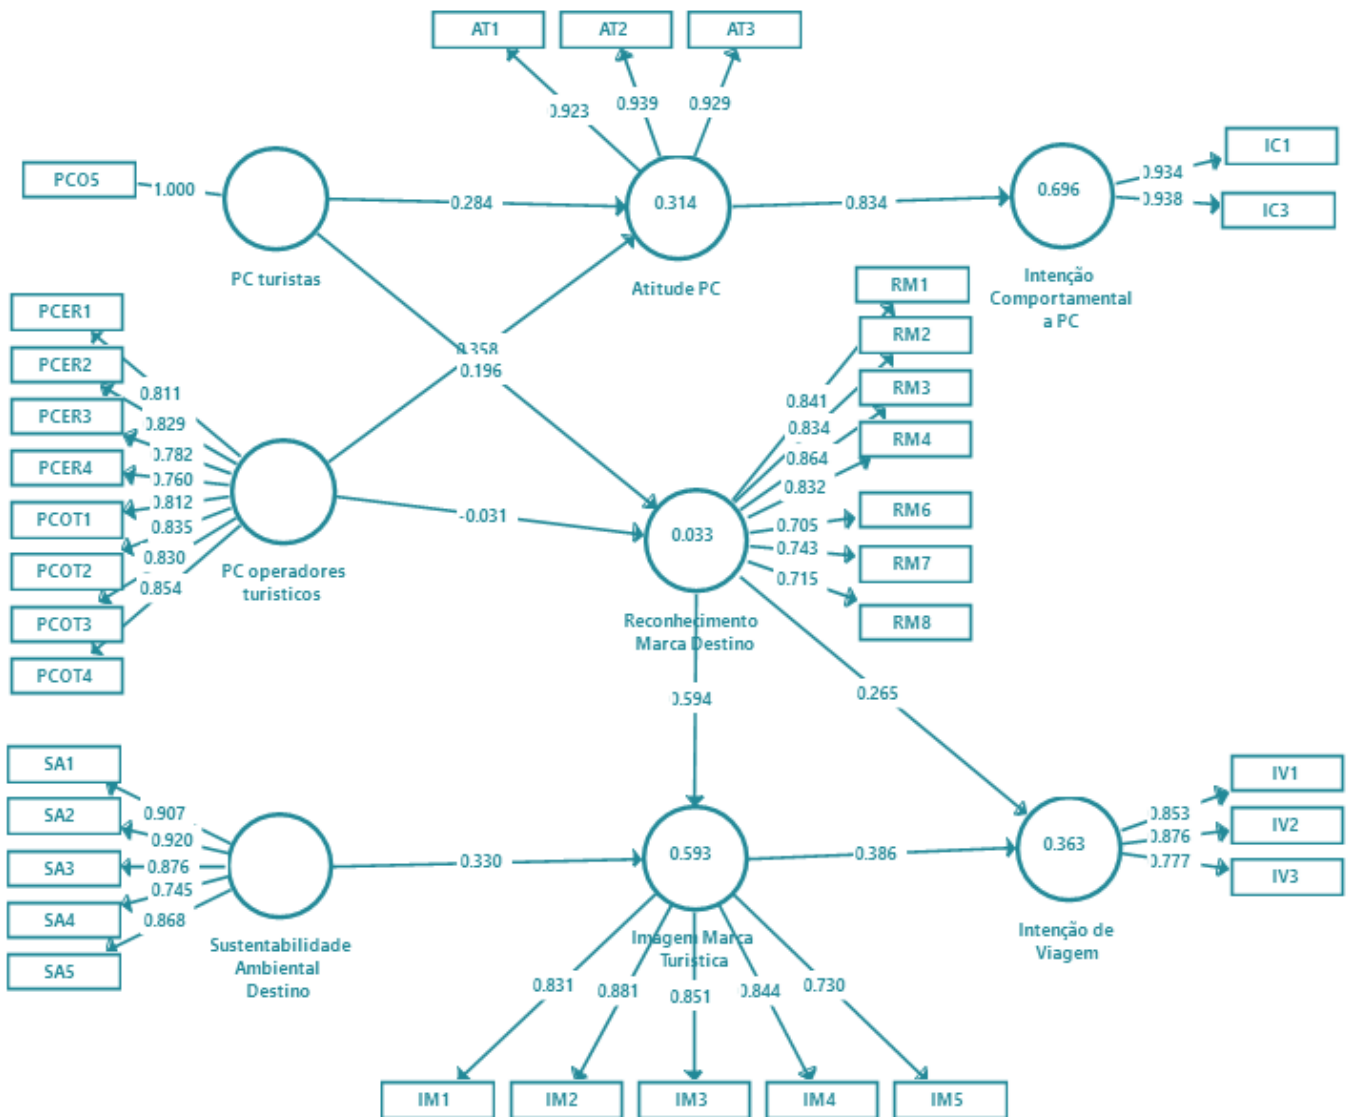 AT1
AT2
AT3
0.923
0.939
0.929
PCO5
1.000
PC turistas
0.284
0.314
Atitude PC
0.834
0.696
Intenção
Comportamental
a PC
0.934
0.938
IC1
IC3
PCER1
PCER2
PCER3
PCER4
PCOT1
PCOT2
PCOT3
PCOT4
0.811
0.829
0.782
0.760
0.812
0.835
0.830
0.854
PC operadores
turisticos
0.358
0.196
-0.031
0.033
Reconhecimento
Marca Destino
RM1
RM2
RM3
RM4
RM6
RM7
RM8
0.841
0.834
0.864
0.832
0.705
0.743
0.715
0.594
0.265
SA1
SA2
SA3
SA4
SA5
0.907
0.920
0.876
0.745
0.868
Sustentabilidade
Ambiental
Destino
0.330
0.593
Imagem Marca
Turistica
0.386
0.363
Intenção de
Viagem
0.853
0.876
0.777
IV1
IV2
IV3
0.831
0.881
0.851
0.844
0.730
IM1
IM2
IM3
IM4
IM5